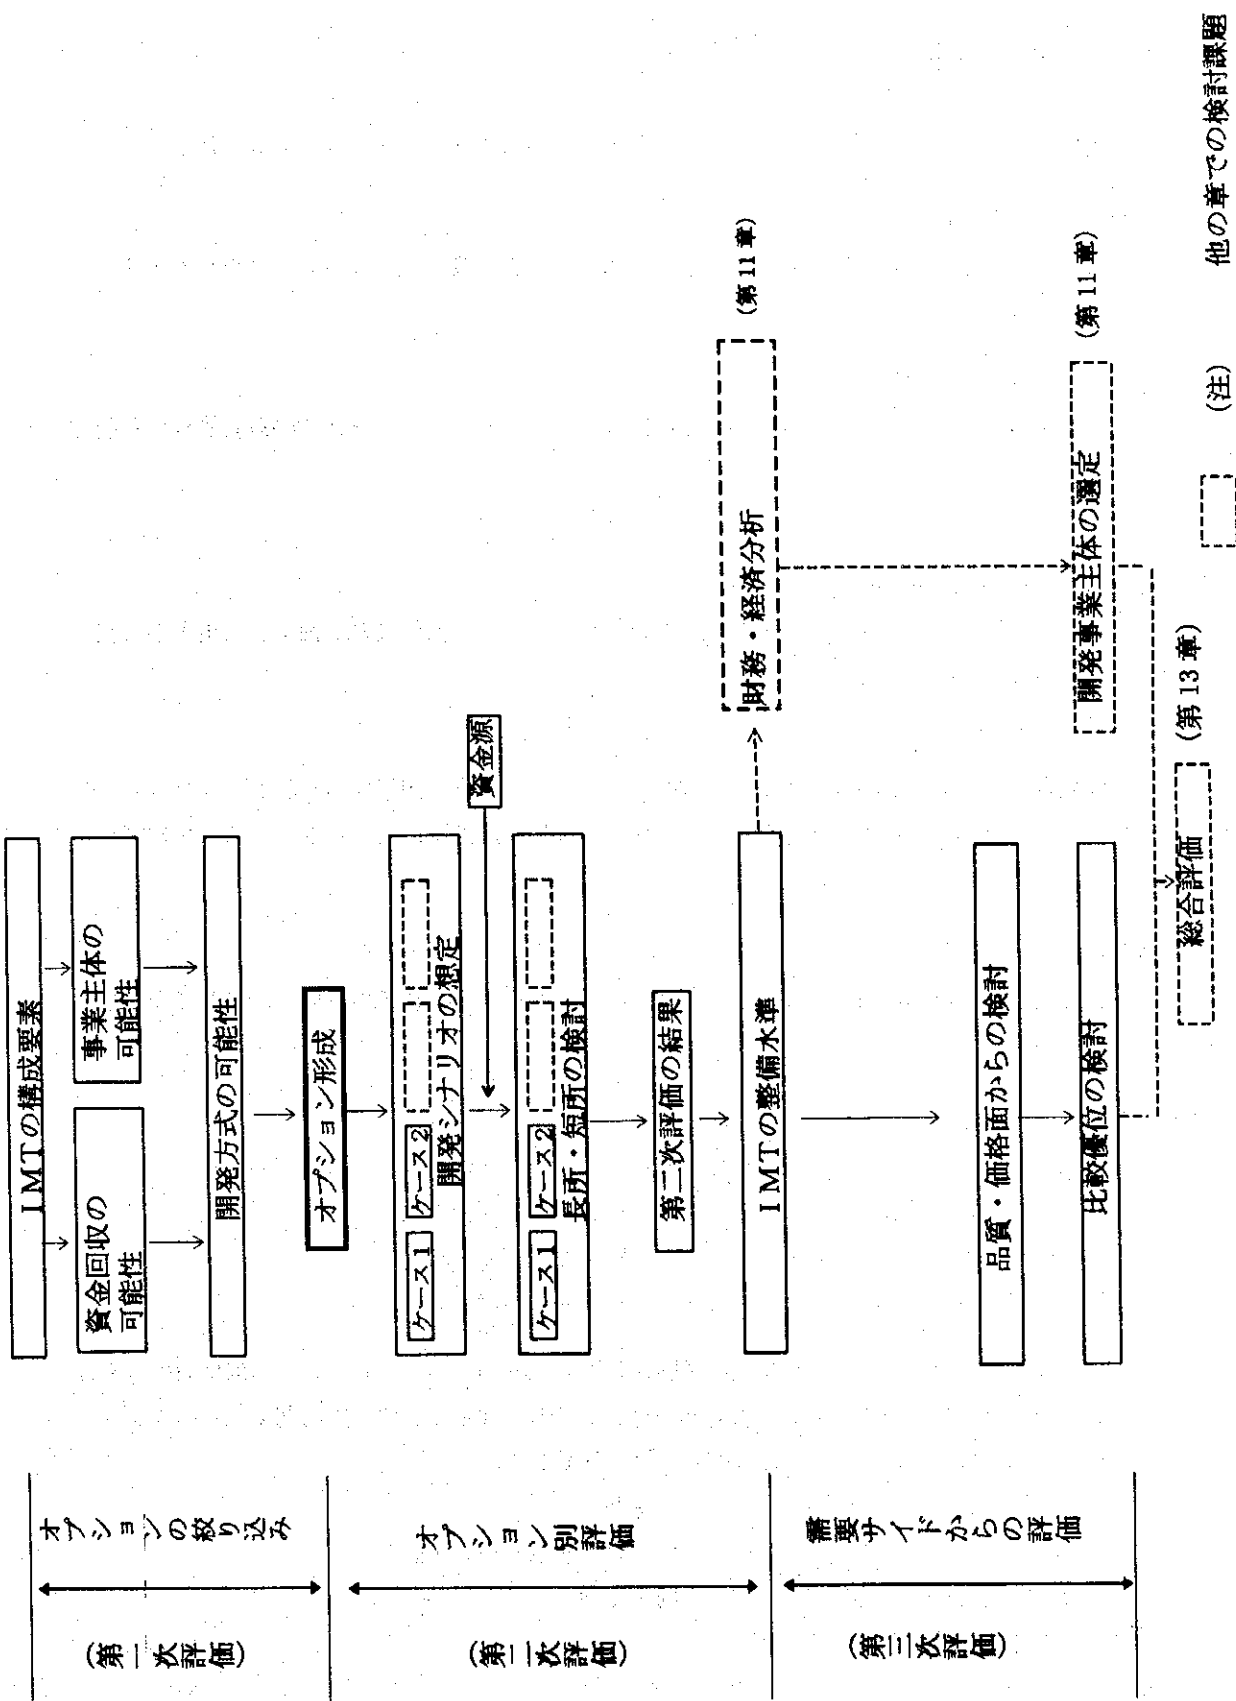 (第一次評価)
オプションの絞り込み
(第二次評価)
オプション別評価
(第三次評価)
需要サイドからの評価
IMTの構成要素
資金回収の
可能性
事業主体の
可能性
開発方式の可能性
オプション形成
ケース1
ケース2
開発シナリオの想定
資金源
ケース1
ケース2
長所・短所の検討
第二次評価の結果
IMTの整備水準
財務・経済分析
(第11章)
品質・価格面からの検討
比較優位の検討
開発事業主体の選定
(第11章)
総合評価
(第13章)
(注)
他の章での検討課題